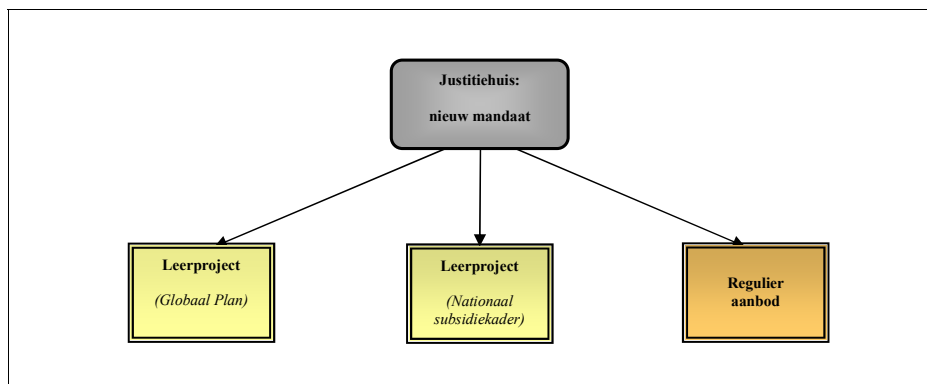 Justitiehuis:
nieuw mandaat
Leerproject
(Globaal Plan)
Leerproject
(Nationaal
subsidiekader)
Regulier
aanbod